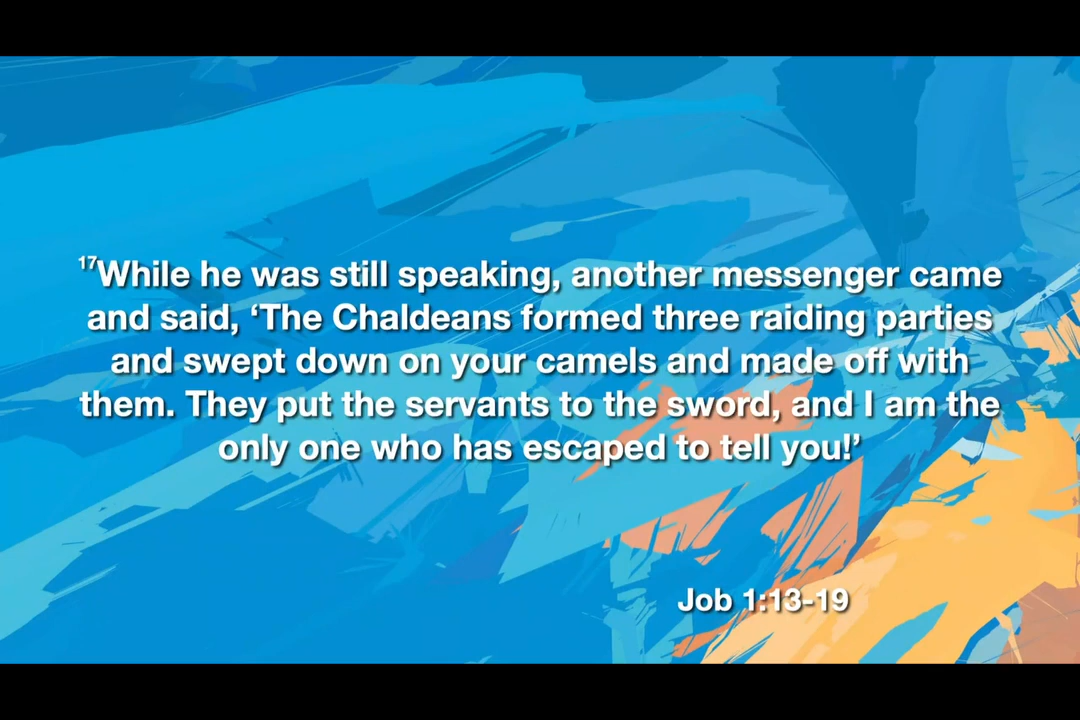 ¹⁷While he was still speaking, another messenger came
and said, ‘The Chaldeans formed three raiding parties
and swept down on your camels and made off with
them. They put the servants to the sword, and I am the
only one who has escaped to tell you!’
Job 1:13-19